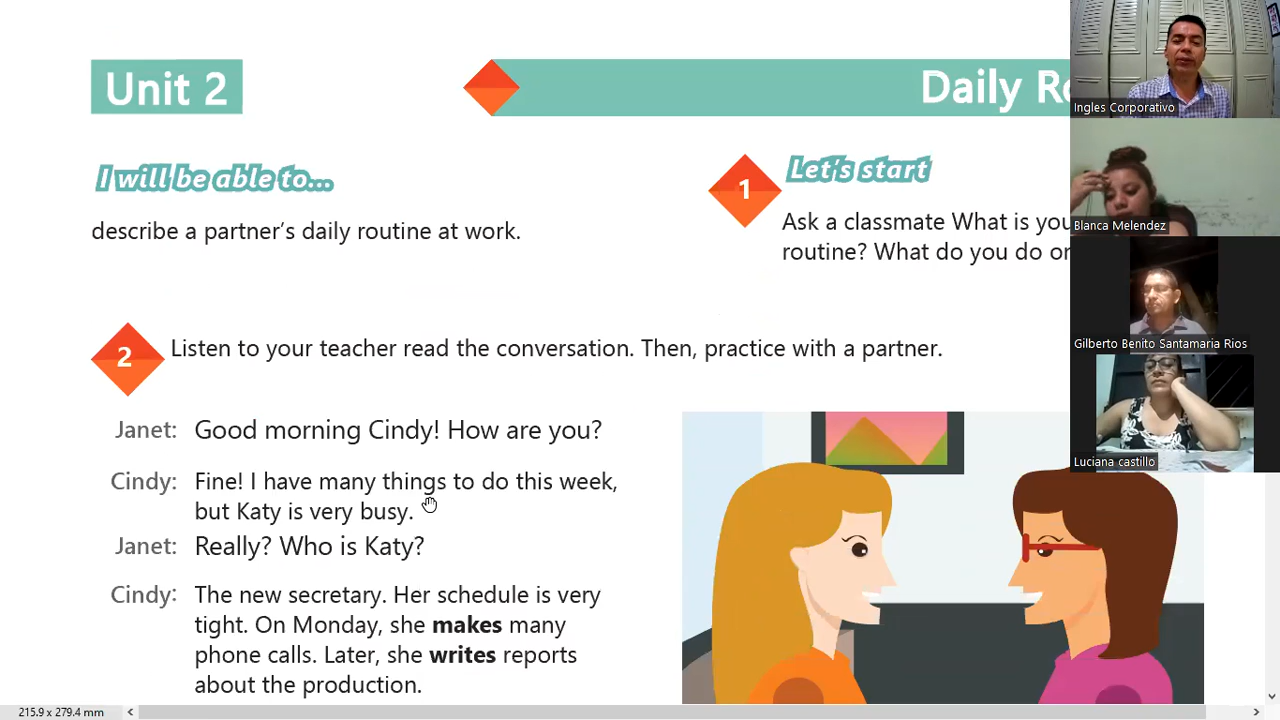 Unit 2
Daily Ro
I will be able to...
describe a partner's daily routine at work.
1
Let's start
Ask a classmate What is you
routine? What do you do or
2
Listen to your teacher read the conversation. Then, practice with a partner.
Janet: Good morning Cindy! How are you?
Cindy: Fine! I have many things to do this week,
but Katy is very busy.
Janet: Really? Who is Katy?
Cindy: The new secretary. Her schedule is very
tight. On Monday, she makes many
phone calls. Later, she writes reports
about the production.
Ingles Corporativo
Blanca Melendez
Gilberto Benito Santamaria Rios
Luciana castillo
215.9 x 279.4 mm